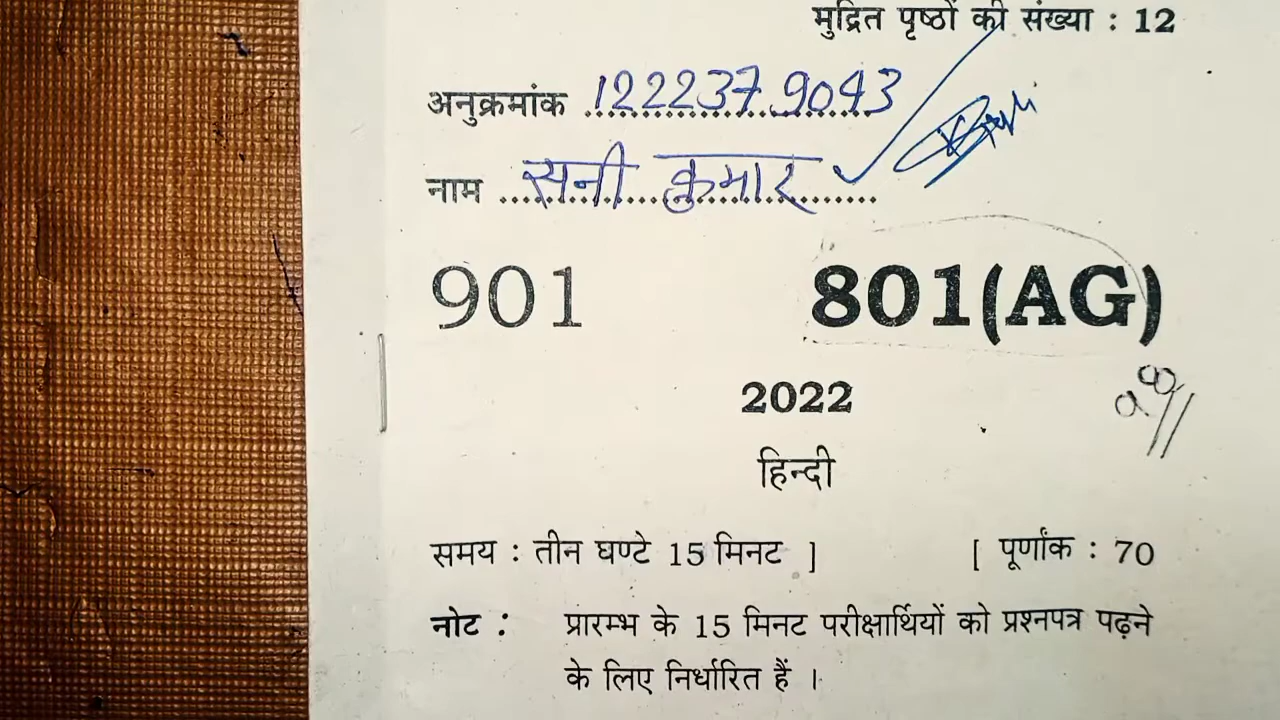 मुद्रित पृष्ठों की संख्या : 12
अनुक्रमांक 1222379043
नाम सनी कुमार
901 801(AG)
2022
हिन्दी
समय : तीन घण्टे 15 मिनट ] [ पूर्णांक : 70
नोट : प्रारम्भ के 15 मिनट परीक्षार्थियों को प्रश्नपत्र पढ़ने
के लिए निर्धारित हैं ।